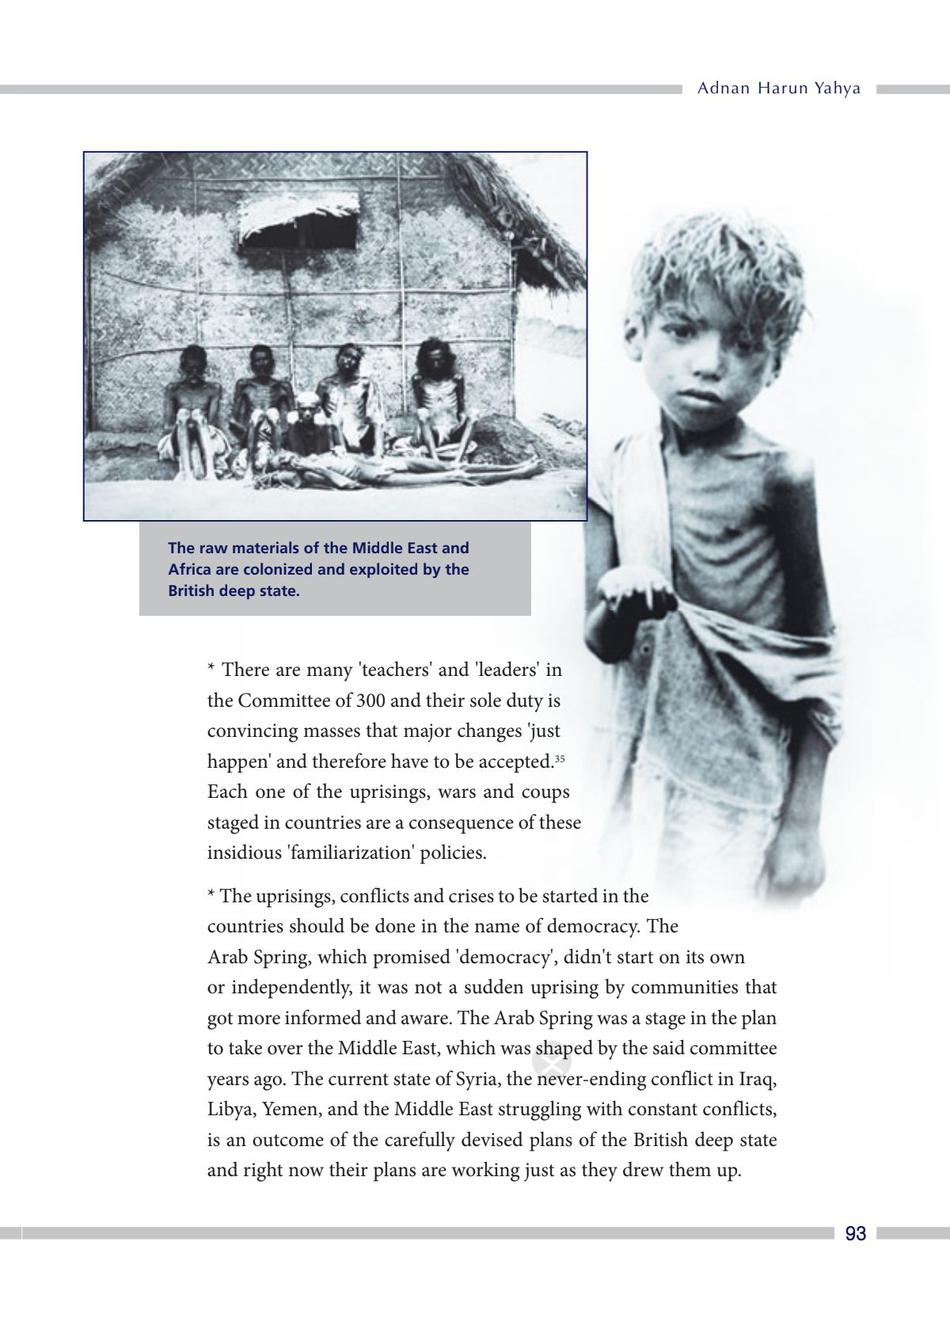 Adnan Harun Yahya
The raw materials of the Middle East and
Africa are colonized and exploited by the
British deep state.
* There are many 'teachers' and 'leaders' in
the Committee of 300 and their sole duty is
convincing masses that major changes 'just
happen' and therefore have to be accepted.35
Each one of the uprisings, wars and coups
staged in countries are a consequence of these
insidious 'familiarization' policies.
* The uprisings, conflicts and crises to be started in the
countries should be done in the name of democracy. The
Arab Spring, which promised 'democracy', didn't start on its own
or independently, it was not a sudden uprising by communities that
got more informed and aware. The Arab Spring was a stage in the plan
to take over the Middle East, which was shaped by the said committee
years ago. The current state of Syria, the never-ending conflict in Iraq,
Libya, Yemen, and the Middle East struggling with constant conflicts,
is an outcome of the carefully devised plans of the British deep state
and right now their plans are working just as they drew them up.
93